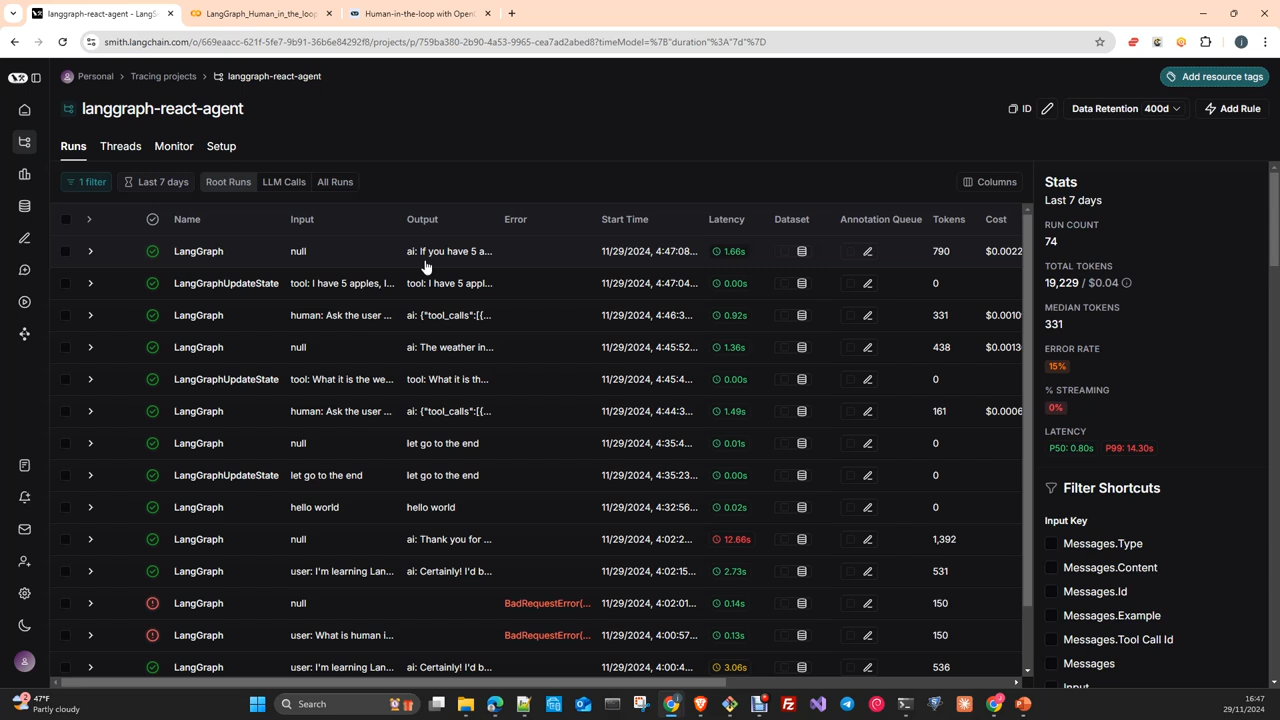 langgraph-react-agent - LangS
LangGraph_Human_in_the_loop
Human-in-the-loop with Open
smith.langchain.com/o/669eaacc-621f-5fe7-9b91-36b6e84292f8/projects/p/759ba380-2b90-4a53-9965-cea7ad2abed8?timeModel=%7B"duration"%3A"7d"%7D
Personal > Tracing projects > langgraph-react-agent
Add resource tags
langgraph-react-agent
ID
Data Retention 400d
Add Rule
Runs Threads Monitor Setup
1 filter Last 7 days Root Runs LLM Calls All Runs Columns
Name Input Output Error Start Time Latency Dataset Annotation Queue Tokens Cost
LangGraph null ai: If you have 5 a... 11/29/2024, 4:47:08... 1.66s 790 $0.0022
LangGraphUpdateState tool: I have 5 apples, I... tool: I have 5 appl... 11/29/2024, 4:47:04... 0.00s 0
LangGraph human: Ask the user ... ai: {"tool_calls":[{... 11/29/2024, 4:46:3... 0.92s 331 $0.0010
LangGraph null ai: The weather in... 11/29/2024, 4:45:52... 1.36s 438 $0.0013
LangGraphUpdateState tool: What it is the we... tool: What it is th... 11/29/2024, 4:45:4... 0.00s 0
LangGraph human: Ask the user ... ai: {"tool_calls":[{... 11/29/2024, 4:44:3... 1.49s 161 $0.0006
LangGraph null let go to the end 11/29/2024, 4:35:4... 0.01s 0
LangGraphUpdateState let go to the end let go to the end 11/29/2024, 4:35:23... 0.00s 0
LangGraph hello world hello world 11/29/2024, 4:32:56... 0.02s 0
LangGraph null ai: Thank you for ... 11/29/2024, 4:02:2... 12.66s 1,392
LangGraph user: I'm learning Lan... ai: Certainly! I'd b... 11/29/2024, 4:02:15... 2.73s 531
LangGraph null BadRequestError(... 11/29/2024, 4:02:01... 0.14s 150
LangGraph user: What is human i... BadRequestError(... 11/29/2024, 4:00:57... 0.13s 150
LangGraph user: I'm learning Lan... ai: Certainly! I'd b... 11/29/2024, 4:00:4... 3.06s 536
Stats
Last 7 days
RUN COUNT
74
TOTAL TOKENS
19,229 / $0.04
MEDIAN TOKENS
331
ERROR RATE
15%
% STREAMING
0%
LATENCY
P50: 0.80s P99: 14.30s
Filter Shortcuts
Input Key
Messages.Type
Messages.Content
Messages.Id
Messages.Example
Messages.Tool Call Id
Messages
Input
47°F
Partly cloudy
Search
16:47
29/11/2024